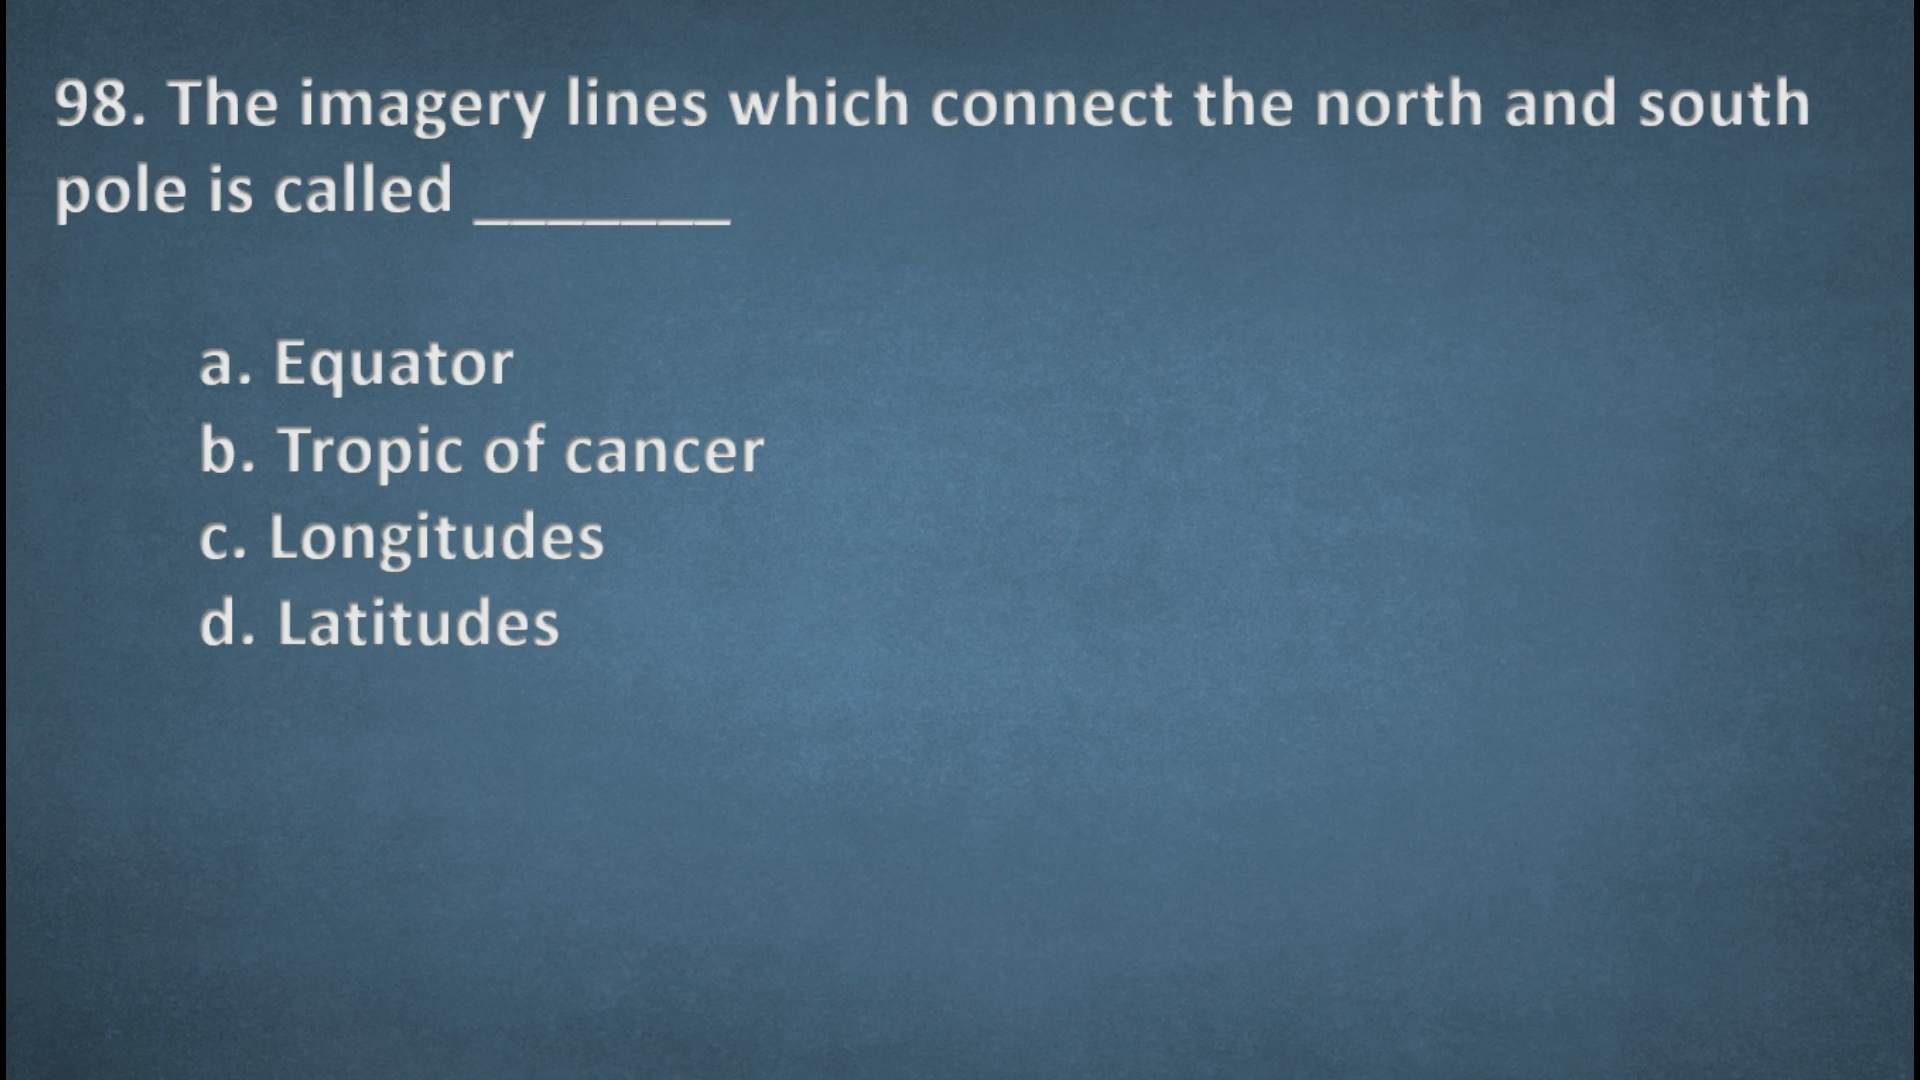 98. The imagery lines which connect the north and south
pole is called _______
a. Equator
b. Tropic of cancer
c. Longitudes
d. Latitudes